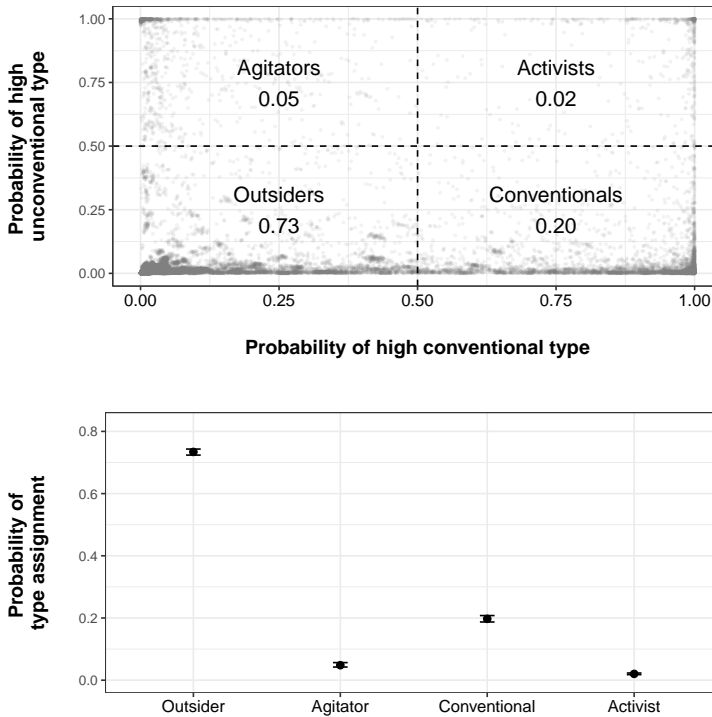 Probability of high
unconventional type
1.00
0.75
0.50
0.25
0.00
Agitators
0.05
Activists
0.02
Outsiders
0.73
Conventionals
0.20
0.00 0.25 0.50 0.75 1.00
Probability of high conventional type
Probability of
type assignment
0.8
0.6
0.4
0.2
0.0
Outsider Agitator Conventional Activist